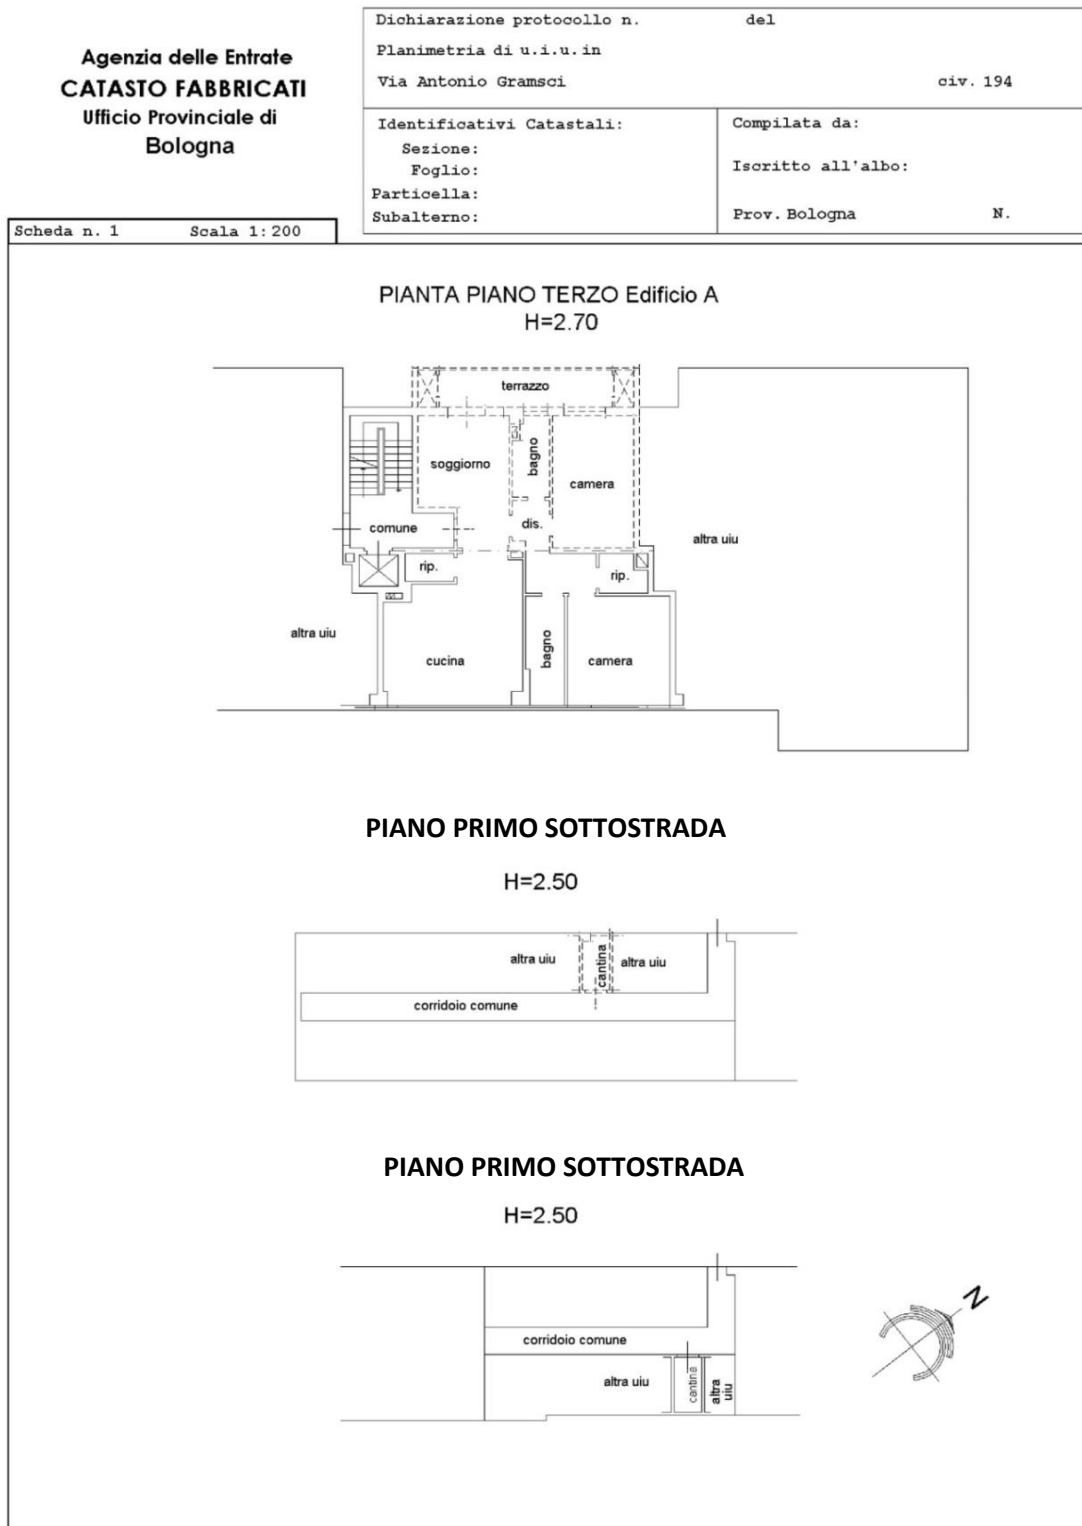 Agenzia delle Entrate
CATASTO FABBRICATI
Ufficio Provinciale di
Bologna
Dichiarazione protocollo n. del
Planimetria di u.i.u. in
Via Antonio Gramsci civ. 194
Identificativi Catastali:
Sezione:
Foglio:
Particella:
Subalterno:
Compilata da:
Iscritto all'albo:
Prov. Bologna N.
Scheda n. 1 Scala 1:200
PIANTA PIANO TERZO Edificio A
H=2.70
terrazzo
soggiorno
bagno
camera
comune
dis.
altra uiu
rip.
rip.
altra uiu
cucina
bagno
camera
PIANO PRIMO SOTTOSTRADA
H=2.50
altra uiu
cantina
altra uiu
corridoio comune
PIANO PRIMO SOTTOSTRADA
H=2.50
corridoio comune
altra uiu
cantina
altra
uiu
N